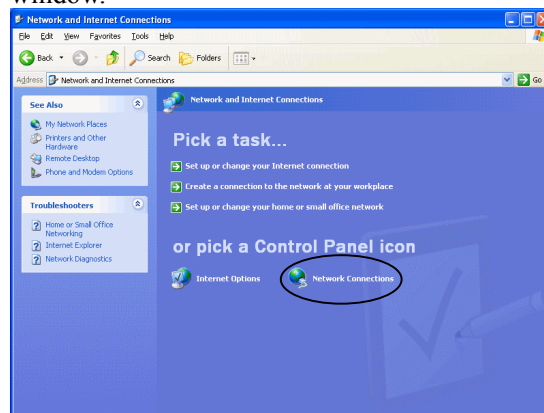 window.
Network and Internet Connections
File Edit View Favorites Tools Help
Back Search Folders
Address Network and Internet Connections Go
See Also
My Network Places
Printers and Other
Hardware
Remote Desktop
Phone and Modem Options
Troubleshooters
Home or Small Office
Networking
Internet Explorer
Network Diagnostics
Network and Internet Connections
Pick a task...
Set up or change your Internet connection
Create a connection to the network at your workplace
Set up or change your home or small office network
or pick a Control Panel icon
Internet Options Network Connections